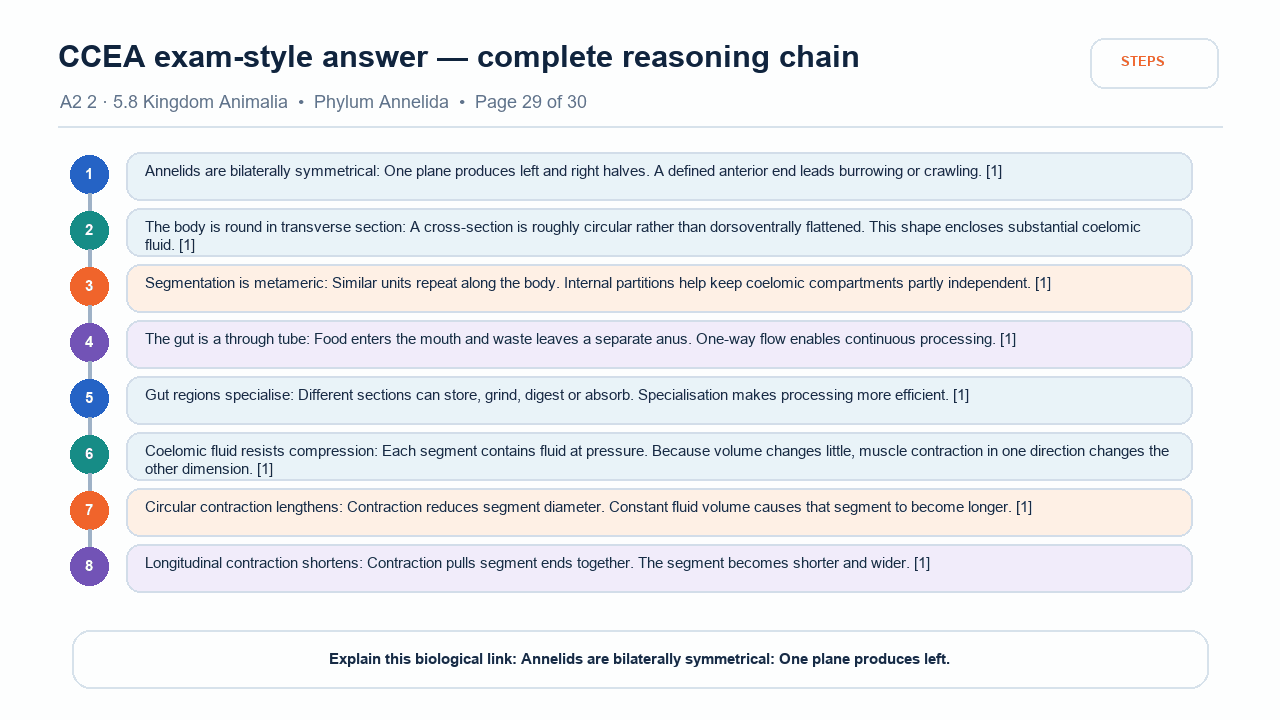 CCEA exam-style answer — complete reasoning chain
STEPS
A2 2 · 5.8 Kingdom Animalia • Phylum Annelida • Page 29 of 30
1
Annelids are bilaterally symmetrical: One plane produces left and right halves. A defined anterior end leads burrowing or crawling. [1]
2
The body is round in transverse section: A cross-section is roughly circular rather than dorsoventrally flattened. This shape encloses substantial coelomic
fluid. [1]
3
Segmentation is metameric: Similar units repeat along the body. Internal partitions help keep coelomic compartments partly independent. [1]
4
The gut is a through tube: Food enters the mouth and waste leaves a separate anus. One-way flow enables continuous processing. [1]
5
Gut regions specialise: Different sections can store, grind, digest or absorb. Specialisation makes processing more efficient. [1]
6
Coelomic fluid resists compression: Each segment contains fluid at pressure. Because volume changes little, muscle contraction in one direction changes the
other dimension. [1]
7
Circular contraction lengthens: Contraction reduces segment diameter. Constant fluid volume causes that segment to become longer. [1]
8
Longitudinal contraction shortens: Contraction pulls segment ends together. The segment becomes shorter and wider. [1]
Explain this biological link: Annelids are bilaterally symmetrical: One plane produces left.